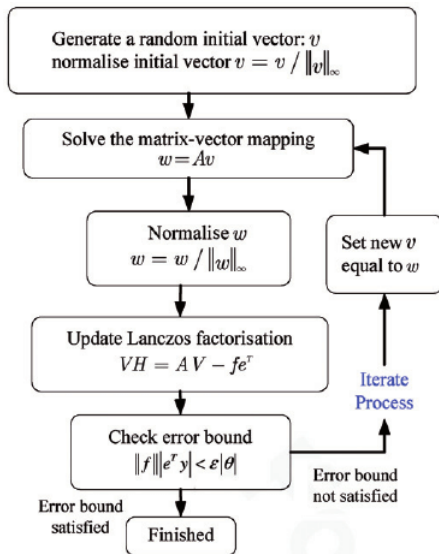 Generate a random initial vector: v
normalise initial vector v = v / ‖v‖∞
Solve the matrix-vector mapping
w = Av
Normalise w
w = w / ‖w‖∞
Set new v
equal to w
Update Lanczos factorisation
VH = AV − feᵀ
Iterate
Process
Check error bound
‖f‖|eᵀy| < ε|θ|
Error bound
not satisfied
Error bound
satisfied
Finished